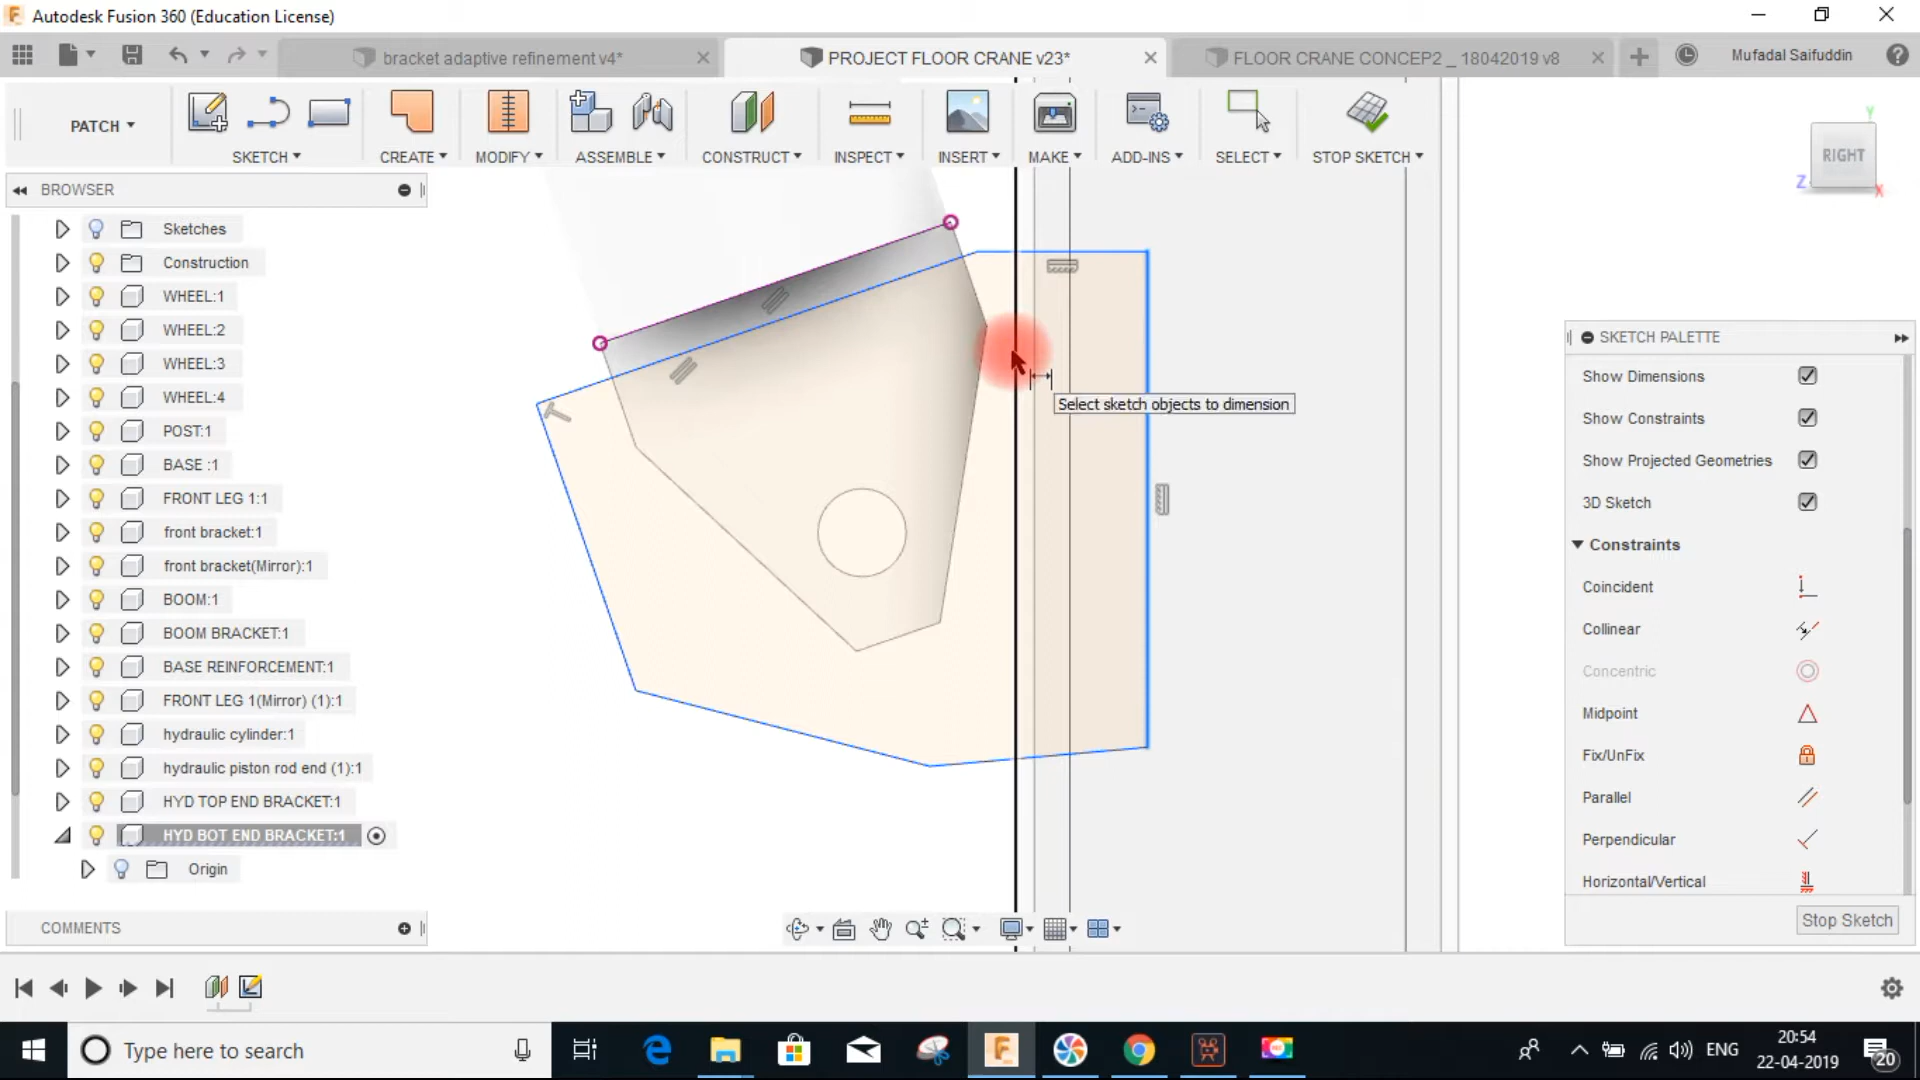 Autodesk Fusion 360 (Education License)
bracket adaptive refinement v4*
PROJECT FLOOR CRANE v23*
FLOOR CRANE CONCEP2 _ 18042019 v8
Mufadal Saifuddin
PATCH
SKETCH
CREATE
MODIFY
ASSEMBLE
CONSTRUCT
INSPECT
INSERT
MAKE
ADD-INS
SELECT
STOP SKETCH
BROWSER
Sketches
Construction
WHEEL:1
WHEEL:2
WHEEL:3
WHEEL:4
POST:1
BASE :1
FRONT LEG 1:1
front bracket:1
front bracket(Mirror):1
BOOM:1
BOOM BRACKET:1
BASE REINFORCEMENT:1
FRONT LEG 1(Mirror) (1):1
hydraulic cylinder:1
hydraulic piston rod end (1):1
HYD TOP END BRACKET:1
HYD BOT END BRACKET:1
Origin
COMMENTS
Y
RIGHT
Z
X
Select sketch objects to dimension
SKETCH PALETTE
Show Dimensions
Show Constraints
Show Projected Geometries
3D Sketch
Constraints
Coincident
Collinear
Concentric
Midpoint
Fix/UnFix
Parallel
Perpendicular
Horizontal/Vertical
Stop Sketch
Type here to search
ENG
20:54
22-04-2019
20